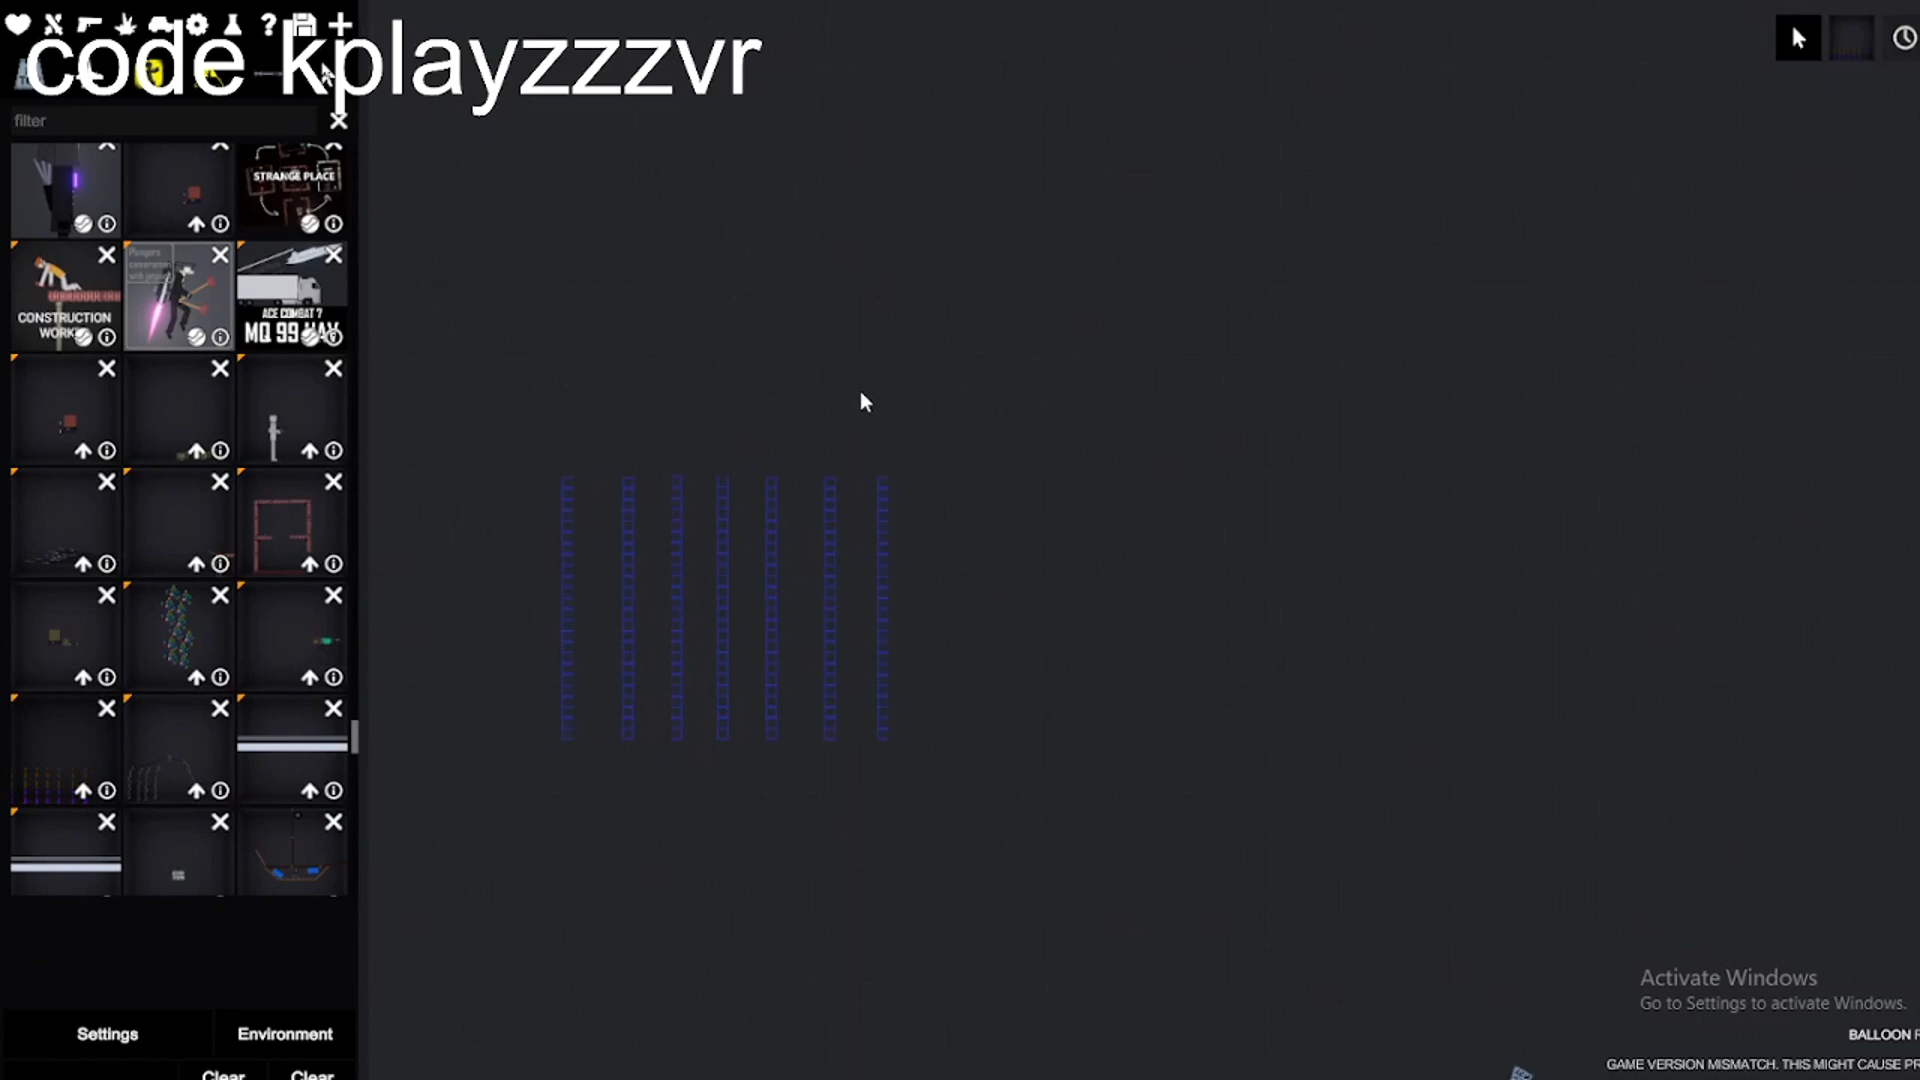 code kplayzzzvr
filter
STRANGE PLACE
CONSTRUCTION
ACE COMBAT 7
MQ 99
Settings
Environment
Clear
Clear
Activate Windows
Go to Settings to activate Windows.
BALLOON
GAME VERSION MISMATCH. THIS MIGHT CAUSE